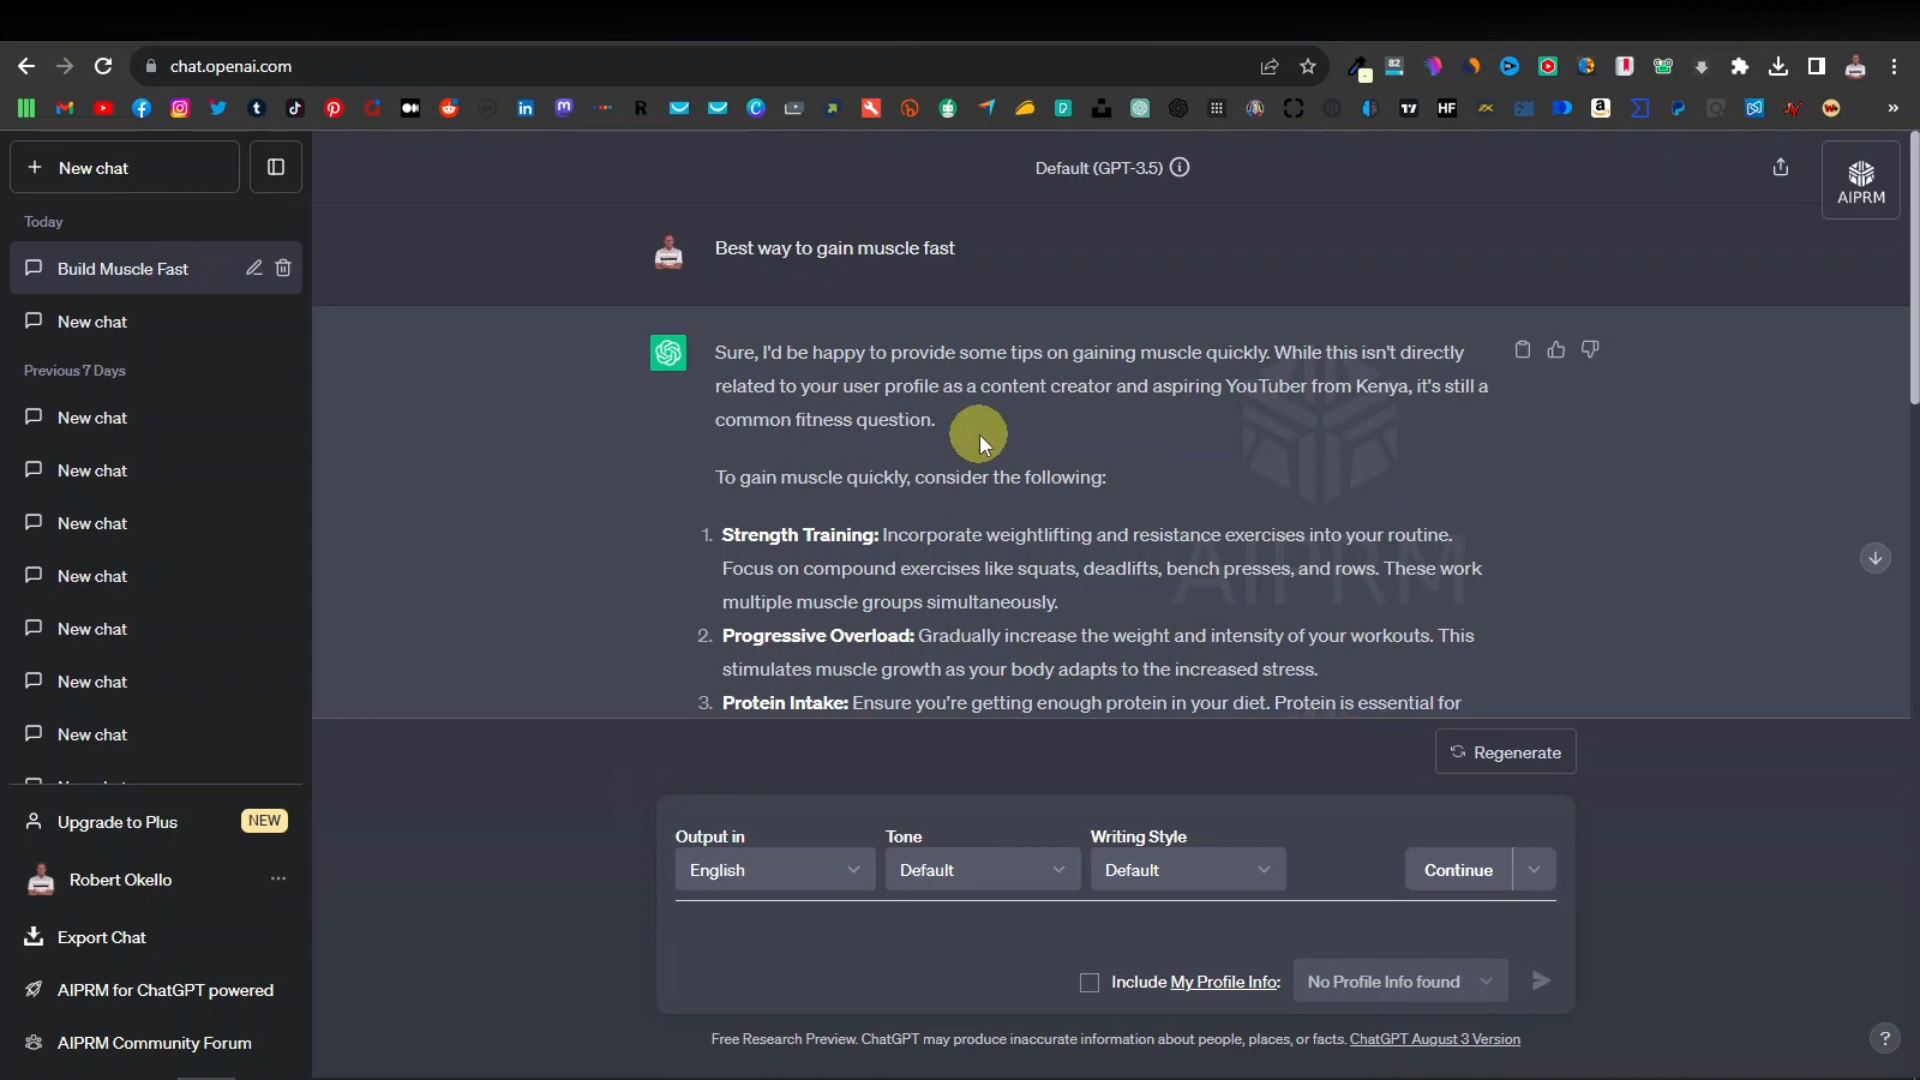 chat.openai.com
82
HF
New chat
Default (GPT-3.5)
AIPRM
Today
Build Muscle Fast
New chat
Previous 7 Days
New chat
New chat
New chat
New chat
New chat
New chat
New chat
Upgrade to Plus NEW
Robert Okello
Export Chat
AIPRM for ChatGPT powered
AIPRM Community Forum
Best way to gain muscle fast
Sure, I'd be happy to provide some tips on gaining muscle quickly. While this isn't directly
related to your user profile as a content creator and aspiring YouTuber from Kenya, it's still a
common fitness question.
To gain muscle quickly, consider the following:
1. Strength Training: Incorporate weightlifting and resistance exercises into your routine.
Focus on compound exercises like squats, deadlifts, bench presses, and rows. These work
multiple muscle groups simultaneously.
2. Progressive Overload: Gradually increase the weight and intensity of your workouts. This
stimulates muscle growth as your body adapts to the increased stress.
3. Protein Intake: Ensure you're getting enough protein in your diet. Protein is essential for
AIPRM
Regenerate
Output in Tone Writing Style
English Default Default Continue
Include My Profile Info: No Profile Info found
Free Research Preview. ChatGPT may produce inaccurate information about people, places, or facts. ChatGPT August 3 Version
?